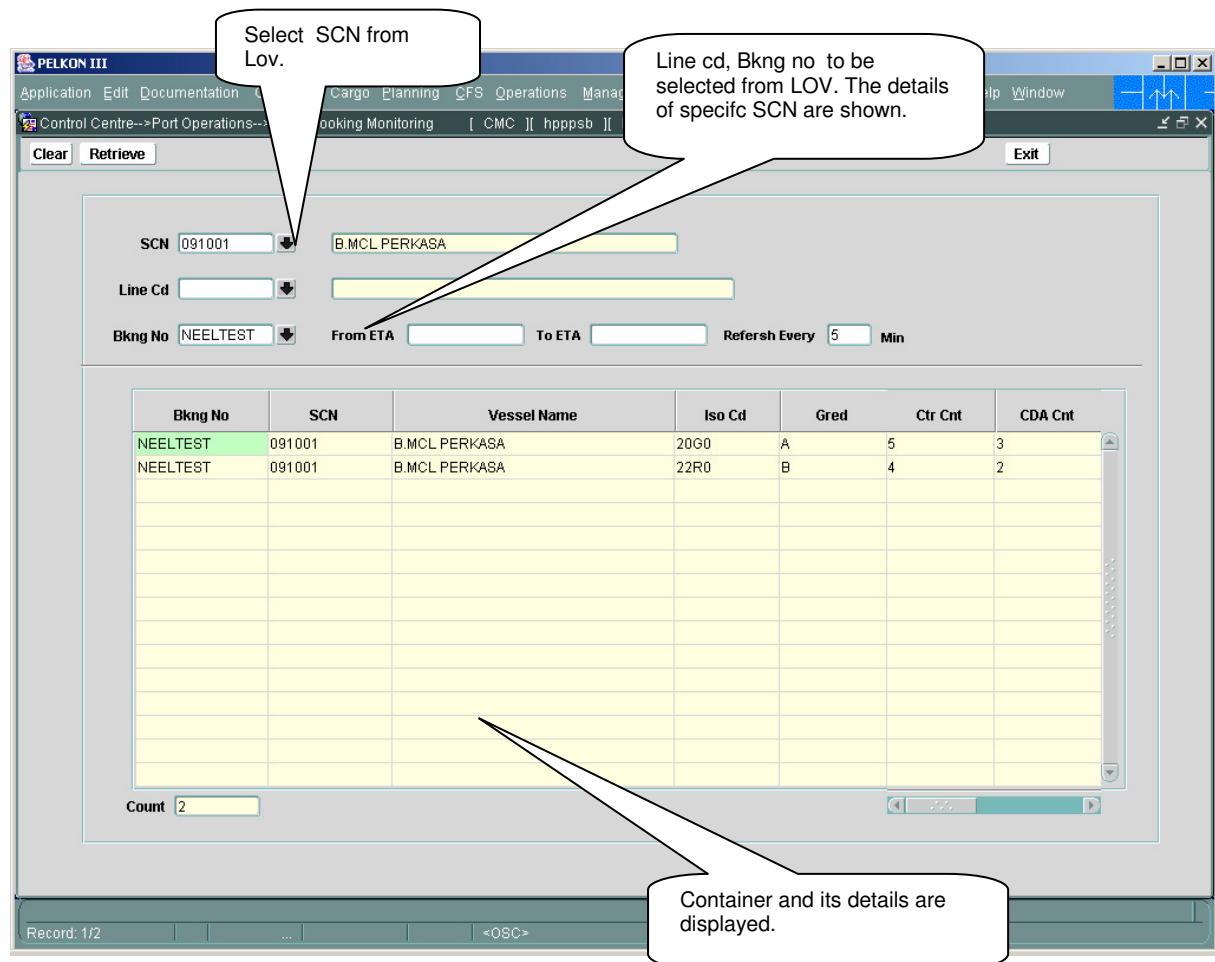 Select SCN from
Lov.
Line cd, Bkng no to be
selected from LOV. The details
of specifc SCN are shown.
PELKON III
Application Edit Documentation Cargo Planning CFS Operations Window
Control Centre-->Port Operations--> ooking Monitoring [ CMC ][ hpppsb ][
Clear Retrieve Exit
SCN 091001 B.MCL PERKASA
Line Cd
Bkng No NEELTEST From ETA To ETA Refersh Every 5 Min
Bkng No SCN Vessel Name Iso Cd Gred Ctr Cnt CDA Cnt
NEELTEST 091001 B.MCL PERKASA 20G0 A 5 3
NEELTEST 091001 B.MCL PERKASA 22R0 B 4 2
Count 2
Container and its details are
displayed.
Record: 1/2 ... <OSC>